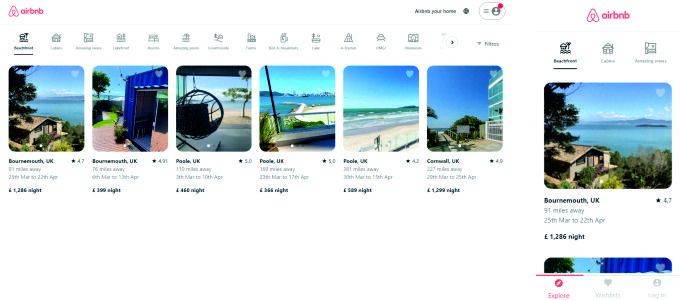 airbnb
Airbnb your home
Beachfront
Cabins
Amazing views
Lakefront
Rooms
Amazing pools
Countryside
Farms
Bed & breakfasts
Lake
A-frames
OMG!
Mansions
Filters
Bournemouth, UK ★ 4.7
91 miles away
25th Mar to 22th Apr
£ 1,286 night
Bournemouth, UK ★ 4.91
76 miles away
6th Mar to 13th Apr
£ 399 night
Poole, UK ★ 5.0
110 miles away
3th Mar to 10th Apr
£ 460 night
Poole, UK ★ 5.0
169 miles away
23th Mar to 17th Apr
£ 366 night
Poole, UK ★ 4.2
381 miles away
30th Mar to 19th Apr
£ 589 night
Cornwall, UK ★ 4.9
227 miles away
29th Mar to 25th Apr
£ 1,299 night
airbnb
Beachfront
Cabins
Amazing views
Bournemouth, UK ★ 4.7
91 miles away
25th Mar to 22th Apr
£ 1,286 night
Explore
Wishlists
Log in